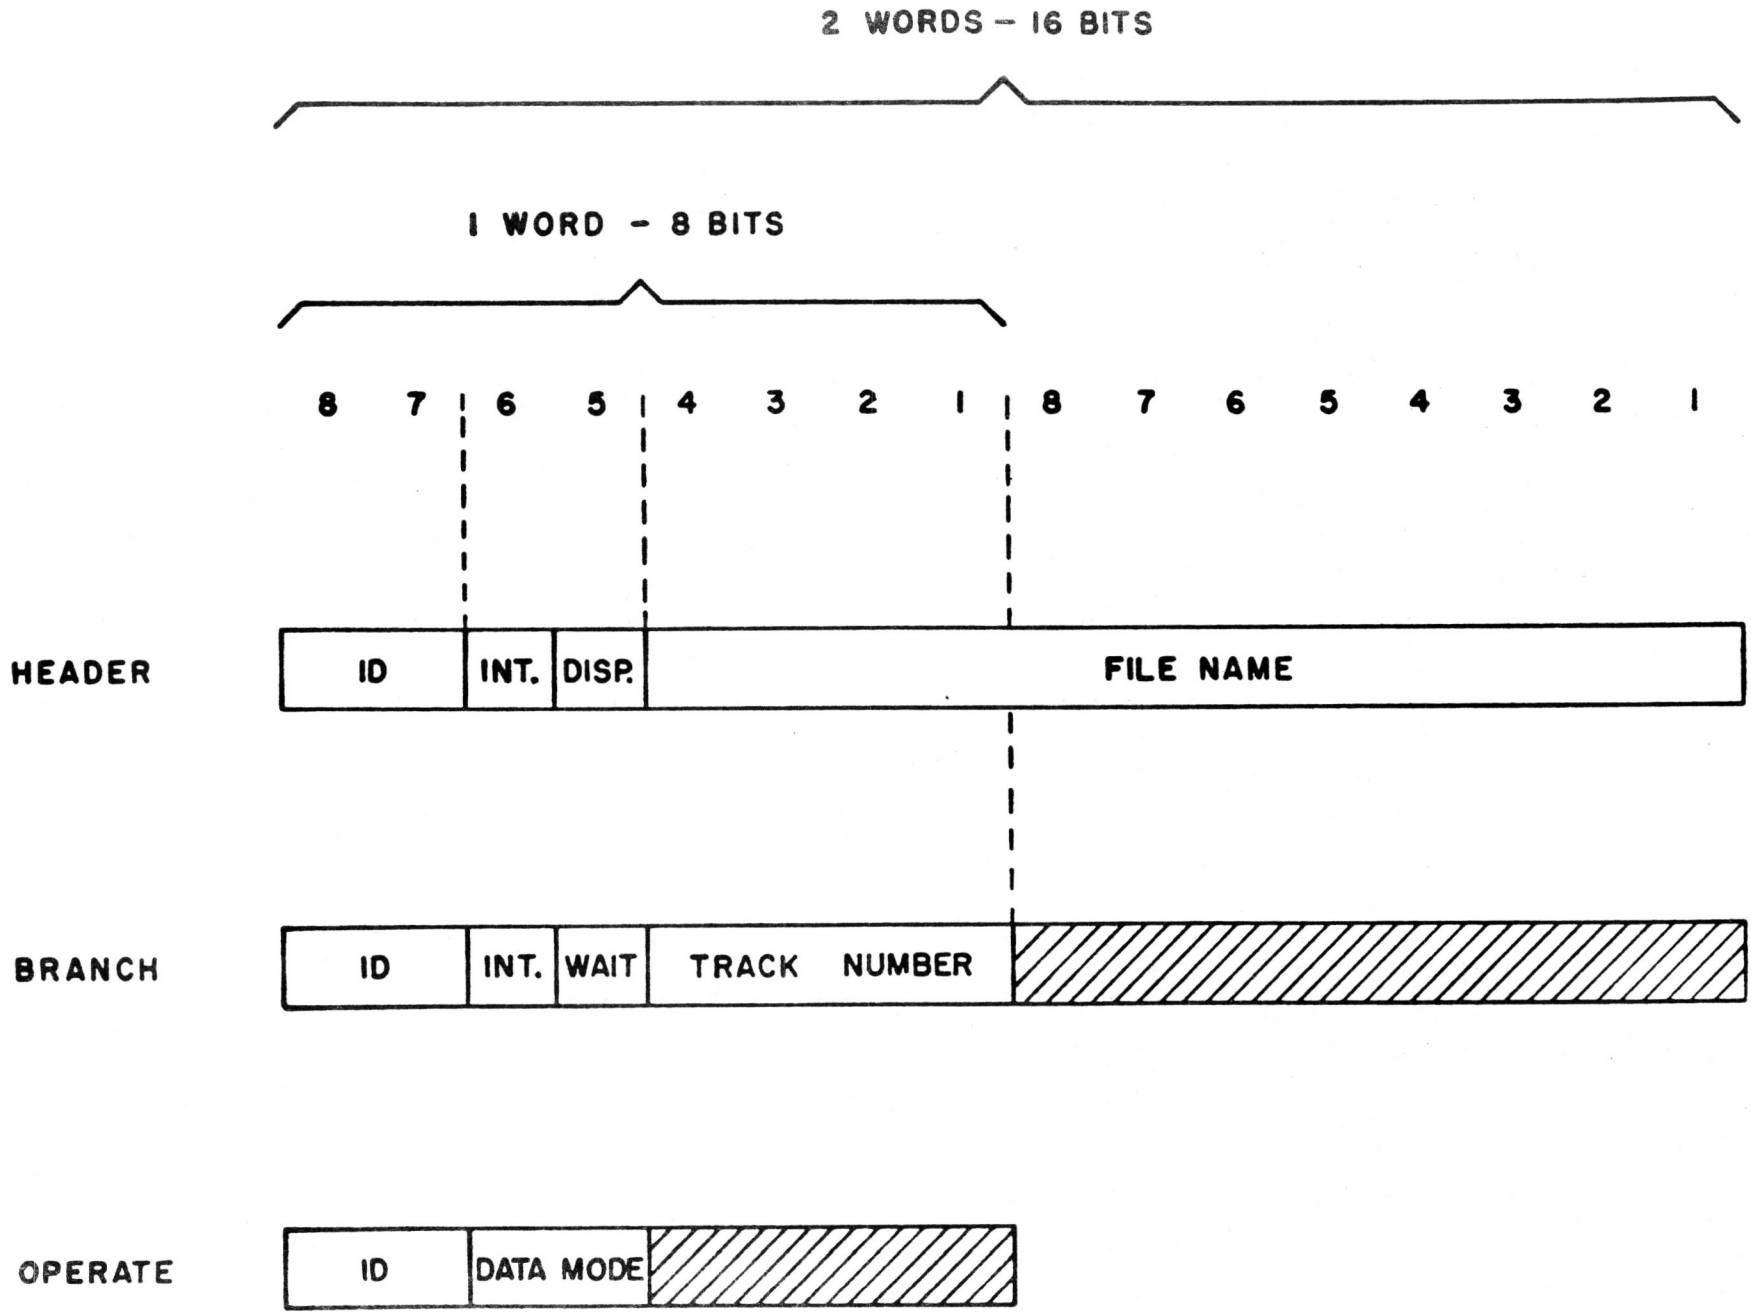 2 WORDS – 16 BITS
1 WORD – 8 BITS
8 7 6 5 4 3 2 1 8 7 6 5 4 3 2 1
HEADER ID INT. DISP. FILE NAME
BRANCH ID INT. WAIT TRACK NUMBER
OPERATE ID DATA MODE